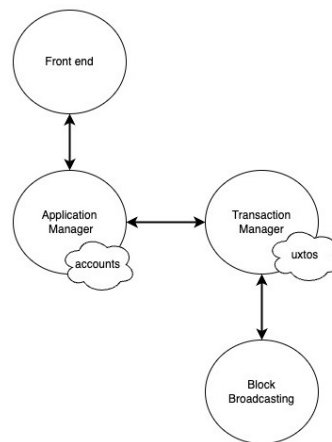 Front end
Application
Manager
accounts
Transaction
Manager
uxtos
Block
Broadcasting